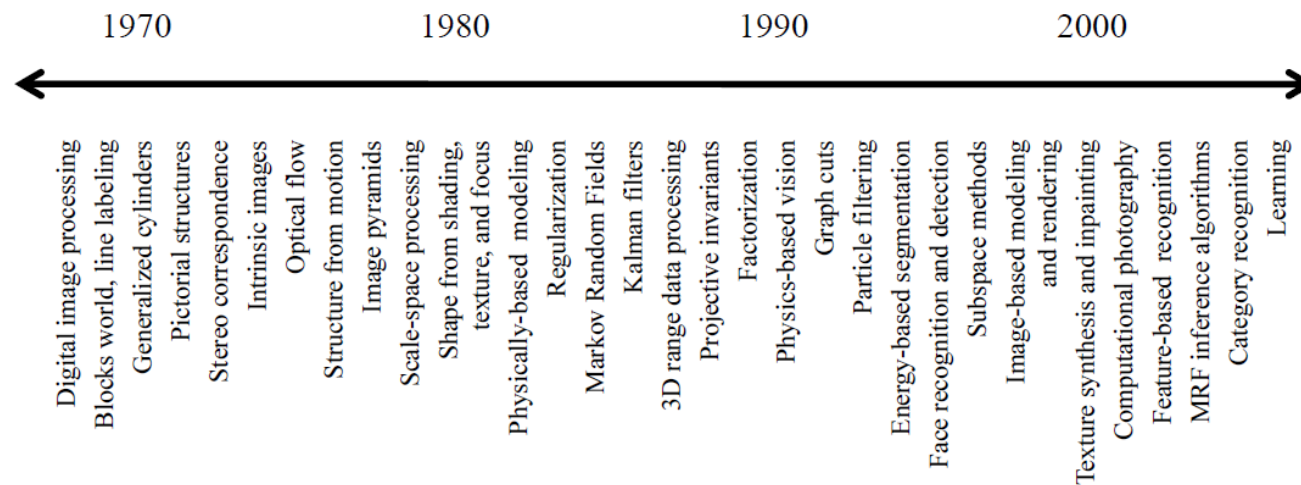 1970
1980
1990
2000
Digital image processing
Blocks world, line labeling
Generalized cylinders
Pictorial structures
Stereo correspondence
Intrinsic images
Optical flow
Structure from motion
Image pyramids
Scale-space processing
Shape from shading,
texture, and focus
Physically-based modeling
Regularization
Markov Random Fields
Kalman filters
3D range data processing
Projective invariants
Factorization
Physics-based vision
Graph cuts
Particle filtering
Energy-based segmentation
Face recognition and detection
Subspace methods
Image-based modeling
and rendering
Texture synthesis and inpainting
Computational photography
Feature-based recognition
MRF inference algorithms
Category recognition
Learning